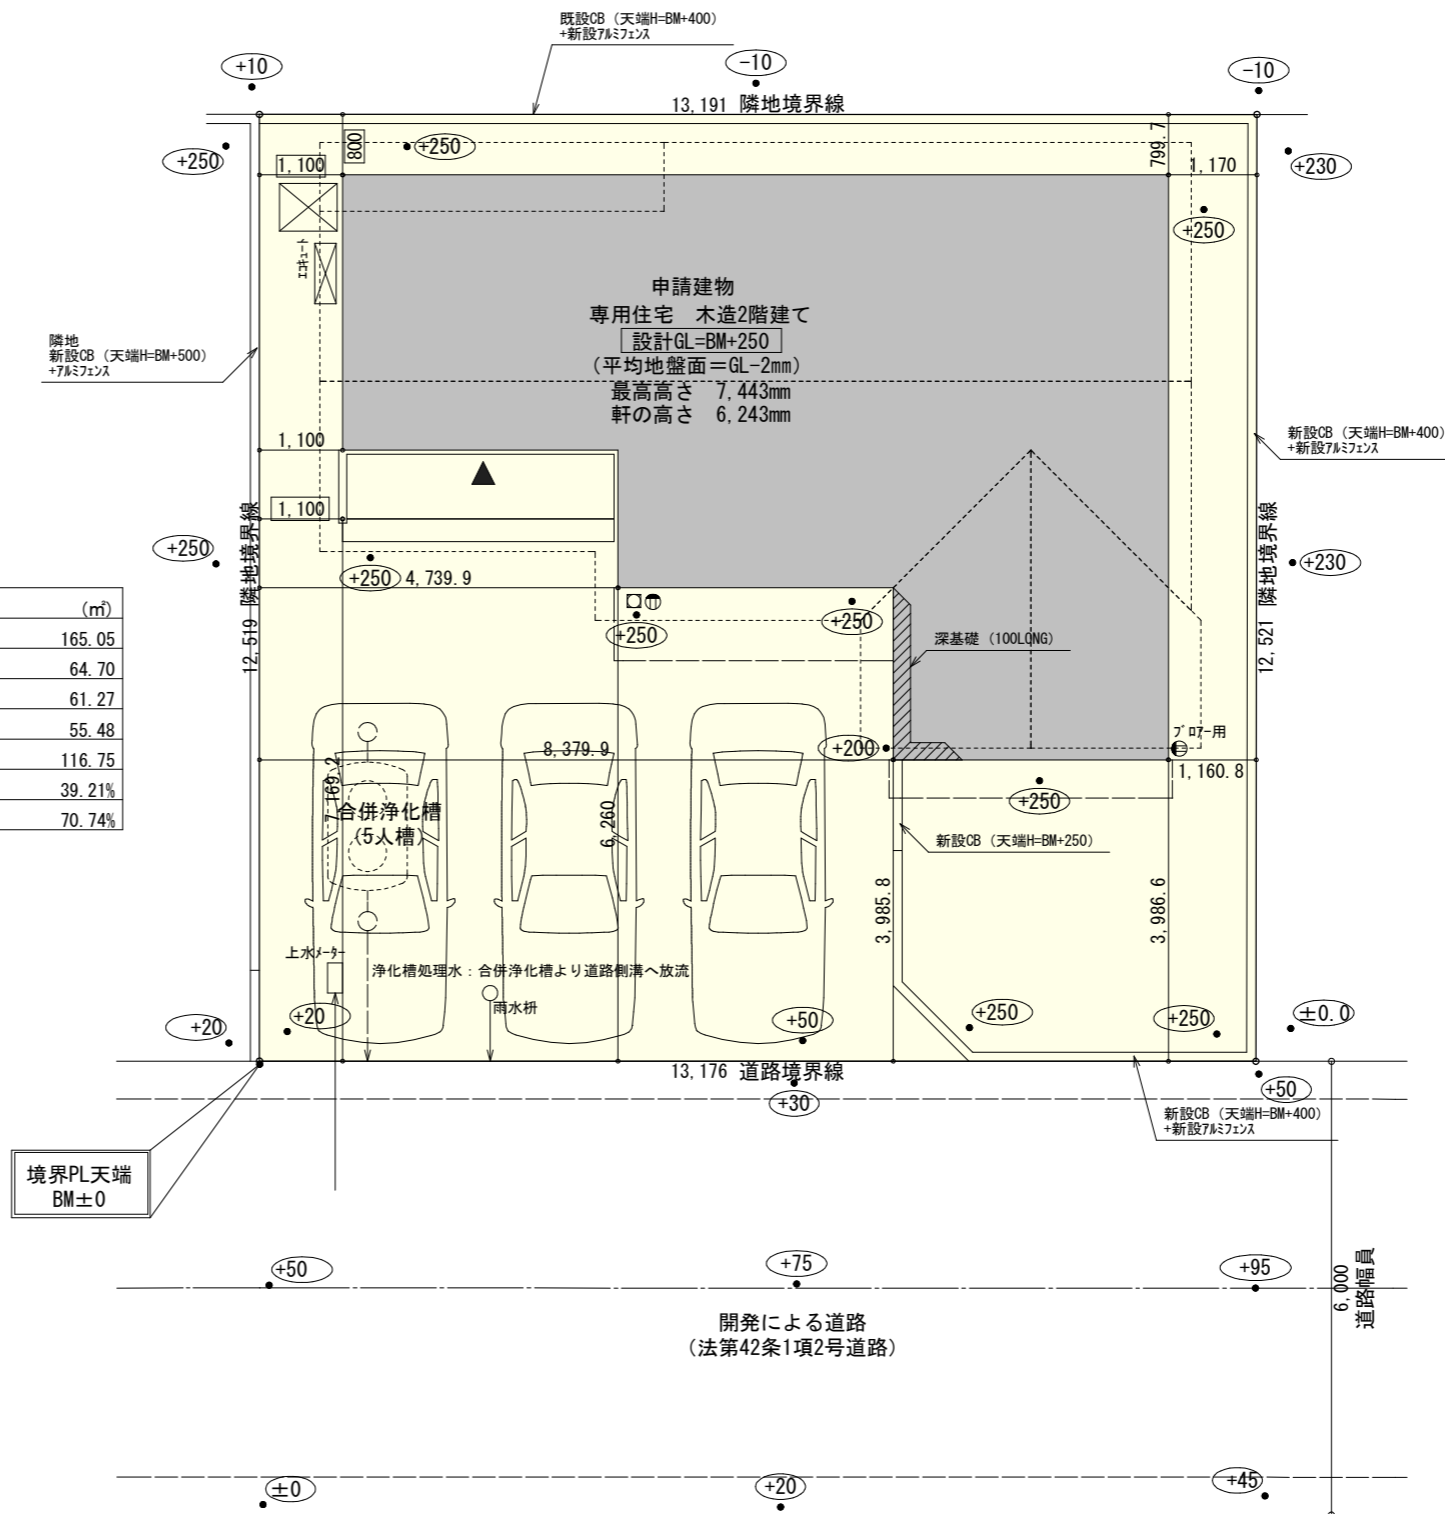 既設CB（天端H=BM+400）
+新設ｱﾙﾐﾌｪﾝｽ
+10
-10
-10
13,191 隣地境界線
+250
1,100
800
+250
799.7
1,170
+230
+250
ｴｺｷｭｰﾄ
申請建物
専用住宅　木造2階建て
設計GL=BM+250
（平均地盤面＝GL-2mm）
最高高さ　7,443mm
軒の高さ　6,243mm
隣地
新設CB（天端H=BM+500）
+ｱﾙﾐﾌｪﾝｽ
新設CB（天端H=BM+400）
+新設ｱﾙﾐﾌｪﾝｽ
1,100
1,100
+250
12,519 隣地境界線
+250
4,739.9
+250
+250
+230
12,521 隣地境界線
深基礎（100LONG）
(㎡)
165.05
64.70
61.27
55.48
116.75
39.21%
70.74%
8,379.9
+200
ﾌﾞﾛｱｰ用
1,160.8
+250
7,169.2
6,260
合併浄化槽
（5人槽）
新設CB（天端H=BM+250）
3,985.8
3,986.6
上水ﾒｰﾀｰ
浄化槽処理水：合併浄化槽より道路側溝へ放流
雨水枡
+20
+20
+50
+250
+250
±0.0
13,176 道路境界線
+30
+50
新設CB（天端H=BM+400）
+新設ｱﾙﾐﾌｪﾝｽ
境界PL天端
BM±0
+50
+75
+95
6,000
道路幅員
開発による道路
（法第42条1項2号道路）
±0
+20
+45